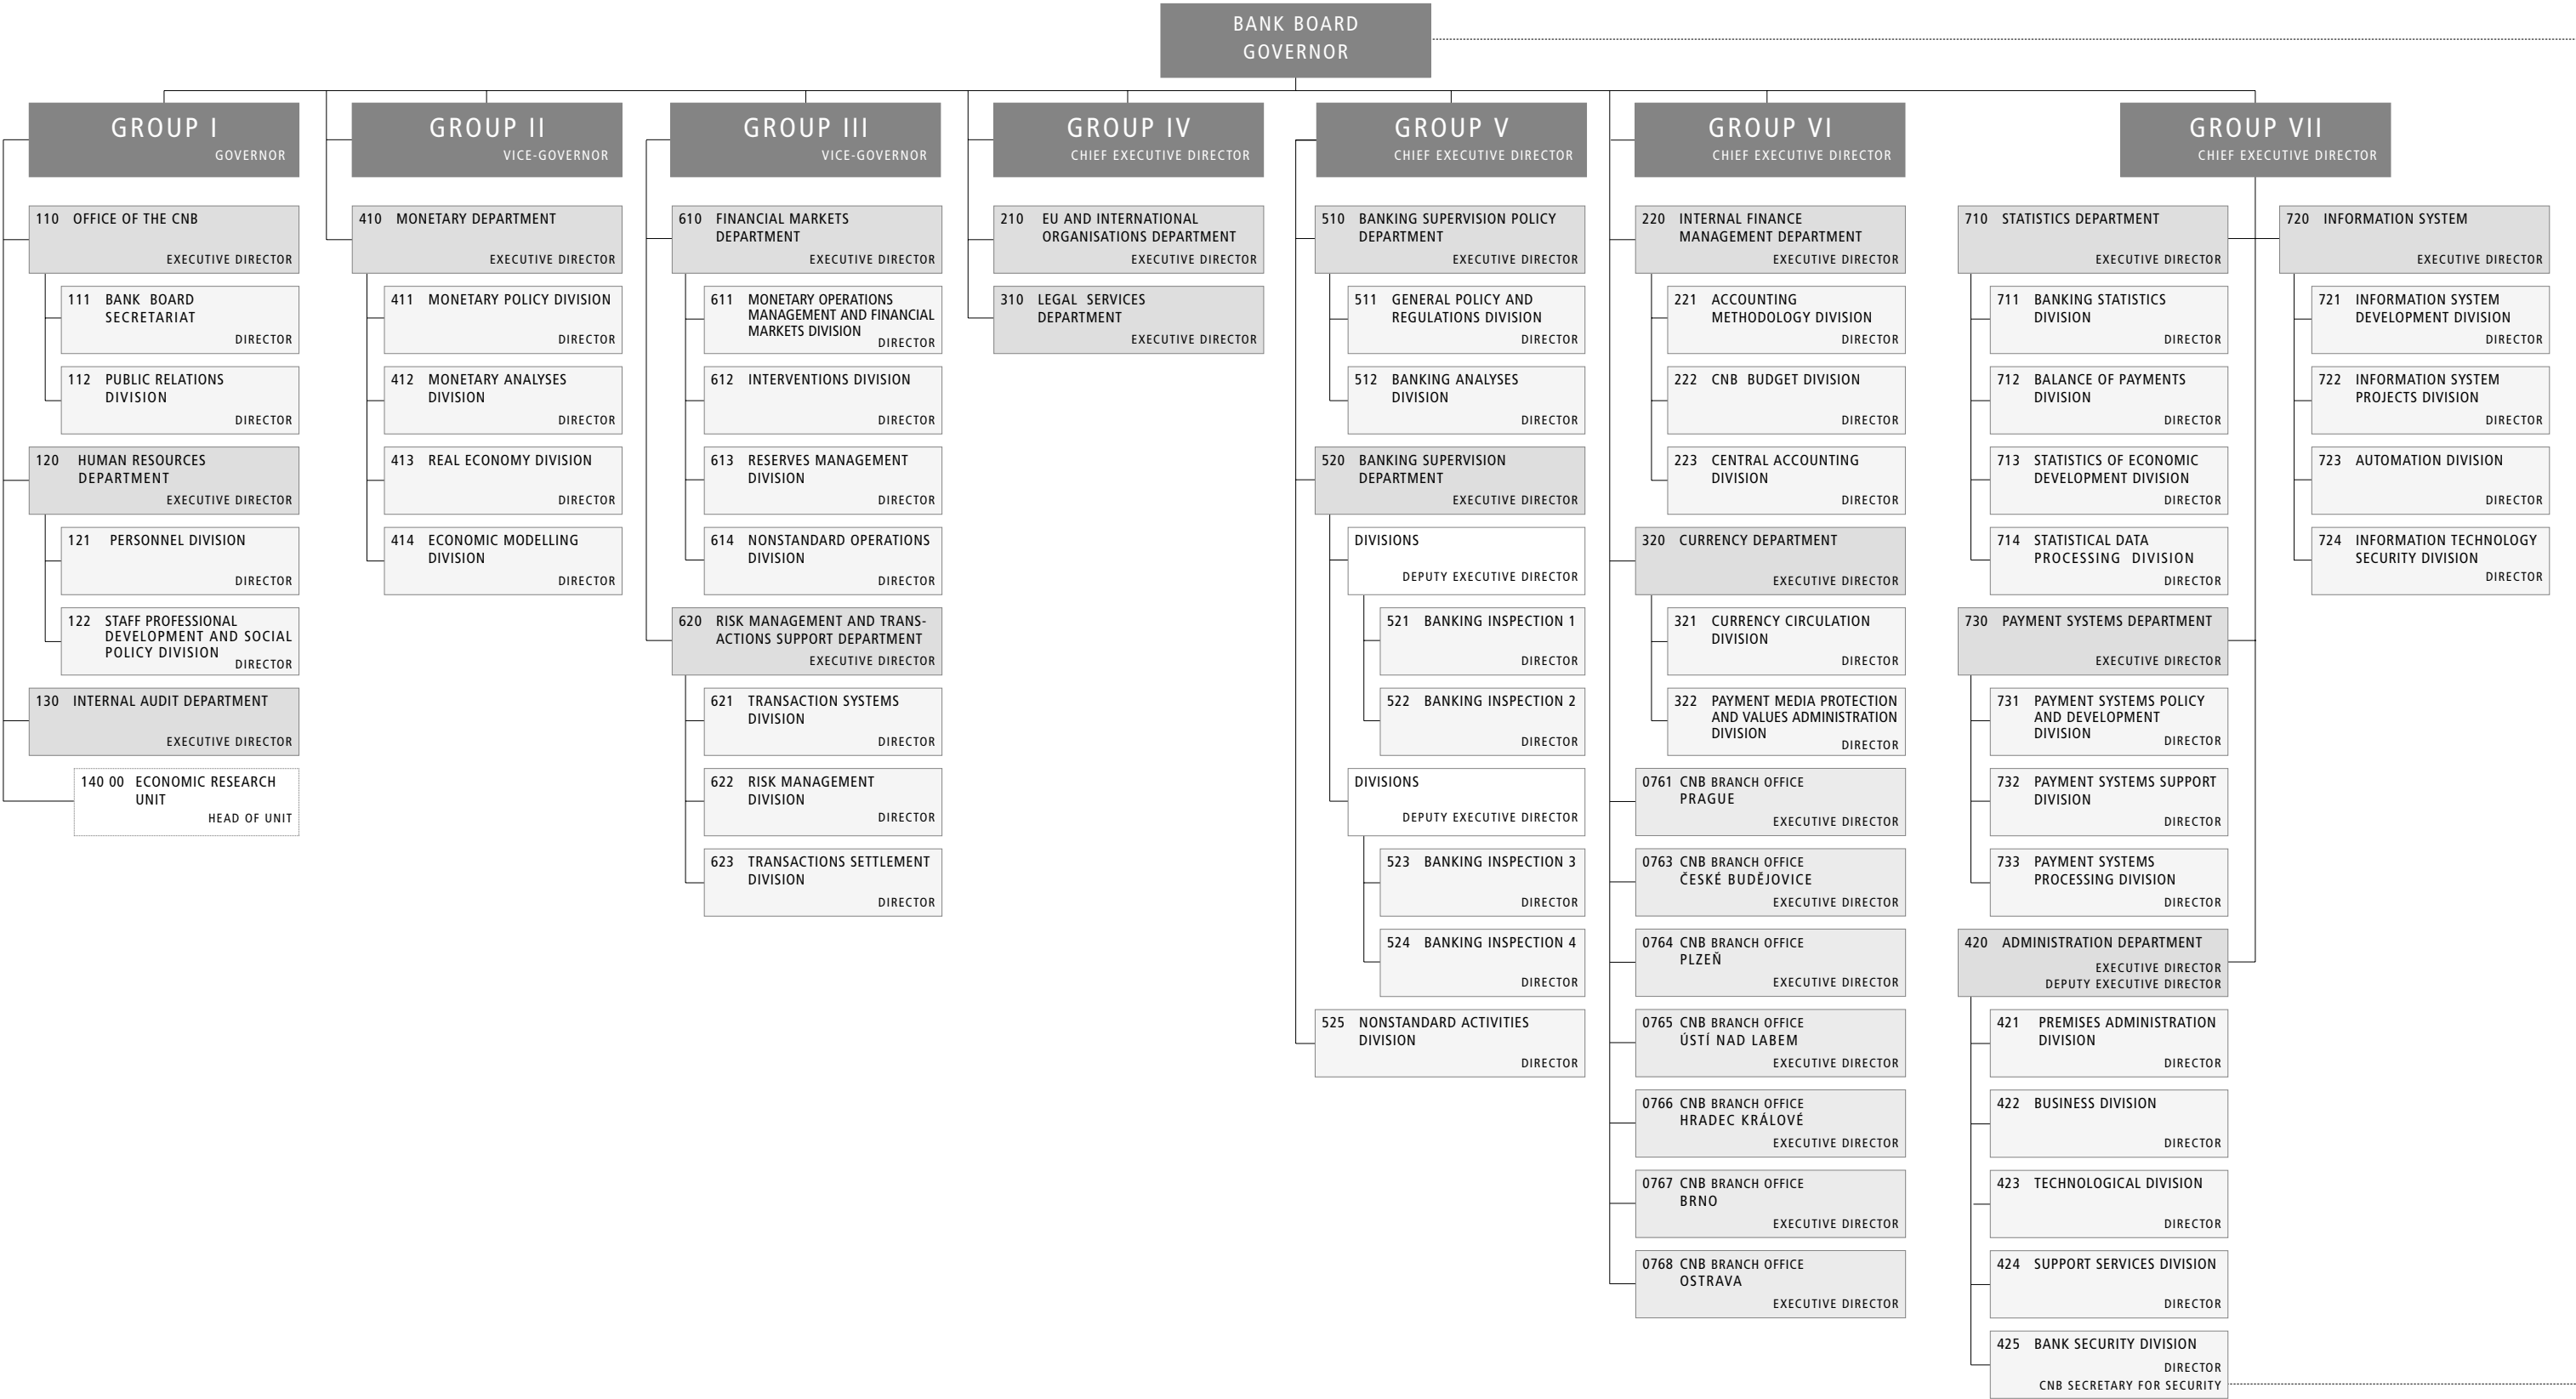 BANK BOARD
GOVERNOR
GROUP I
GOVERNOR
110 OFFICE OF THE CNB
EXECUTIVE DIRECTOR
111 BANK BOARD
SECRETARIAT
DIRECTOR
112 PUBLIC RELATIONS
DIVISION
DIRECTOR
120 HUMAN RESOURCES
DEPARTMENT
EXECUTIVE DIRECTOR
121 PERSONNEL DIVISION
DIRECTOR
122 STAFF PROFESSIONAL
DEVELOPMENT AND SOCIAL
POLICY DIVISION
DIRECTOR
130 INTERNAL AUDIT DEPARTMENT
EXECUTIVE DIRECTOR
140 00 ECONOMIC RESEARCH
UNIT
HEAD OF UNIT
GROUP II
VICE-GOVERNOR
410 MONETARY DEPARTMENT
EXECUTIVE DIRECTOR
411 MONETARY POLICY DIVISION
DIRECTOR
412 MONETARY ANALYSES
DIVISION
DIRECTOR
413 REAL ECONOMY DIVISION
DIRECTOR
414 ECONOMIC MODELLING
DIVISION
DIRECTOR
GROUP III
VICE-GOVERNOR
610 FINANCIAL MARKETS
DEPARTMENT
EXECUTIVE DIRECTOR
611 MONETARY OPERATIONS
MANAGEMENT AND FINANCIAL
MARKETS DIVISION
DIRECTOR
612 INTERVENTIONS DIVISION
DIRECTOR
613 RESERVES MANAGEMENT
DIVISION
DIRECTOR
614 NONSTANDARD OPERATIONS
DIVISION
DIRECTOR
620 RISK MANAGEMENT AND TRANS-
ACTIONS SUPPORT DEPARTMENT
EXECUTIVE DIRECTOR
621 TRANSACTION SYSTEMS
DIVISION
DIRECTOR
622 RISK MANAGEMENT
DIVISION
DIRECTOR
623 TRANSACTIONS SETTLEMENT
DIVISION
DIRECTOR
GROUP IV
CHIEF EXECUTIVE DIRECTOR
210 EU AND INTERNATIONAL
ORGANISATIONS DEPARTMENT
EXECUTIVE DIRECTOR
310 LEGAL SERVICES
DEPARTMENT
EXECUTIVE DIRECTOR
GROUP V
CHIEF EXECUTIVE DIRECTOR
510 BANKING SUPERVISION POLICY
DEPARTMENT
EXECUTIVE DIRECTOR
511 GENERAL POLICY AND
REGULATIONS DIVISION
DIRECTOR
512 BANKING ANALYSES
DIVISION
DIRECTOR
520 BANKING SUPERVISION
DEPARTMENT
EXECUTIVE DIRECTOR
DIVISIONS
DEPUTY EXECUTIVE DIRECTOR
521 BANKING INSPECTION 1
DIRECTOR
522 BANKING INSPECTION 2
DIRECTOR
DIVISIONS
DEPUTY EXECUTIVE DIRECTOR
523 BANKING INSPECTION 3
DIRECTOR
524 BANKING INSPECTION 4
DIRECTOR
525 NONSTANDARD ACTIVITIES
DIVISION
DIRECTOR
GROUP VI
CHIEF EXECUTIVE DIRECTOR
220 INTERNAL FINANCE
MANAGEMENT DEPARTMENT
EXECUTIVE DIRECTOR
221 ACCOUNTING
METHODOLOGY DIVISION
DIRECTOR
222 CNB BUDGET DIVISION
DIRECTOR
223 CENTRAL ACCOUNTING
DIVISION
DIRECTOR
320 CURRENCY DEPARTMENT
EXECUTIVE DIRECTOR
321 CURRENCY CIRCULATION
DIVISION
DIRECTOR
322 PAYMENT MEDIA PROTECTION
AND VALUES ADMINISTRATION
DIVISION
DIRECTOR
0761 CNB BRANCH OFFICE
PRAGUE
EXECUTIVE DIRECTOR
0763 CNB BRANCH OFFICE
ČESKÉ BUDĚJOVICE
EXECUTIVE DIRECTOR
0764 CNB BRANCH OFFICE
PLZEŇ
EXECUTIVE DIRECTOR
0765 CNB BRANCH OFFICE
ÚSTÍ NAD LABEM
EXECUTIVE DIRECTOR
0766 CNB BRANCH OFFICE
HRADEC KRÁLOVÉ
EXECUTIVE DIRECTOR
0767 CNB BRANCH OFFICE
BRNO
EXECUTIVE DIRECTOR
0768 CNB BRANCH OFFICE
OSTRAVA
EXECUTIVE DIRECTOR
GROUP VII
CHIEF EXECUTIVE DIRECTOR
710 STATISTICS DEPARTMENT
EXECUTIVE DIRECTOR
711 BANKING STATISTICS
DIVISION
DIRECTOR
712 BALANCE OF PAYMENTS
DIVISION
DIRECTOR
713 STATISTICS OF ECONOMIC
DEVELOPMENT DIVISION
DIRECTOR
714 STATISTICAL DATA
PROCESSING DIVISION
DIRECTOR
730 PAYMENT SYSTEMS DEPARTMENT
EXECUTIVE DIRECTOR
731 PAYMENT SYSTEMS POLICY
AND DEVELOPMENT
DIVISION
DIRECTOR
732 PAYMENT SYSTEMS SUPPORT
DIVISION
DIRECTOR
733 PAYMENT SYSTEMS
PROCESSING DIVISION
DIRECTOR
420 ADMINISTRATION DEPARTMENT
EXECUTIVE DIRECTOR
DEPUTY EXECUTIVE DIRECTOR
421 PREMISES ADMINISTRATION
DIVISION
DIRECTOR
422 BUSINESS DIVISION
DIRECTOR
423 TECHNOLOGICAL DIVISION
DIRECTOR
424 SUPPORT SERVICES DIVISION
DIRECTOR
425 BANK SECURITY DIVISION
DIRECTOR
CNB SECRETARY FOR SECURITY
720 INFORMATION SYSTEM
EXECUTIVE DIRECTOR
721 INFORMATION SYSTEM
DEVELOPMENT DIVISION
DIRECTOR
722 INFORMATION SYSTEM
PROJECTS DIVISION
DIRECTOR
723 AUTOMATION DIVISION
DIRECTOR
724 INFORMATION TECHNOLOGY
SECURITY DIVISION
DIRECTOR